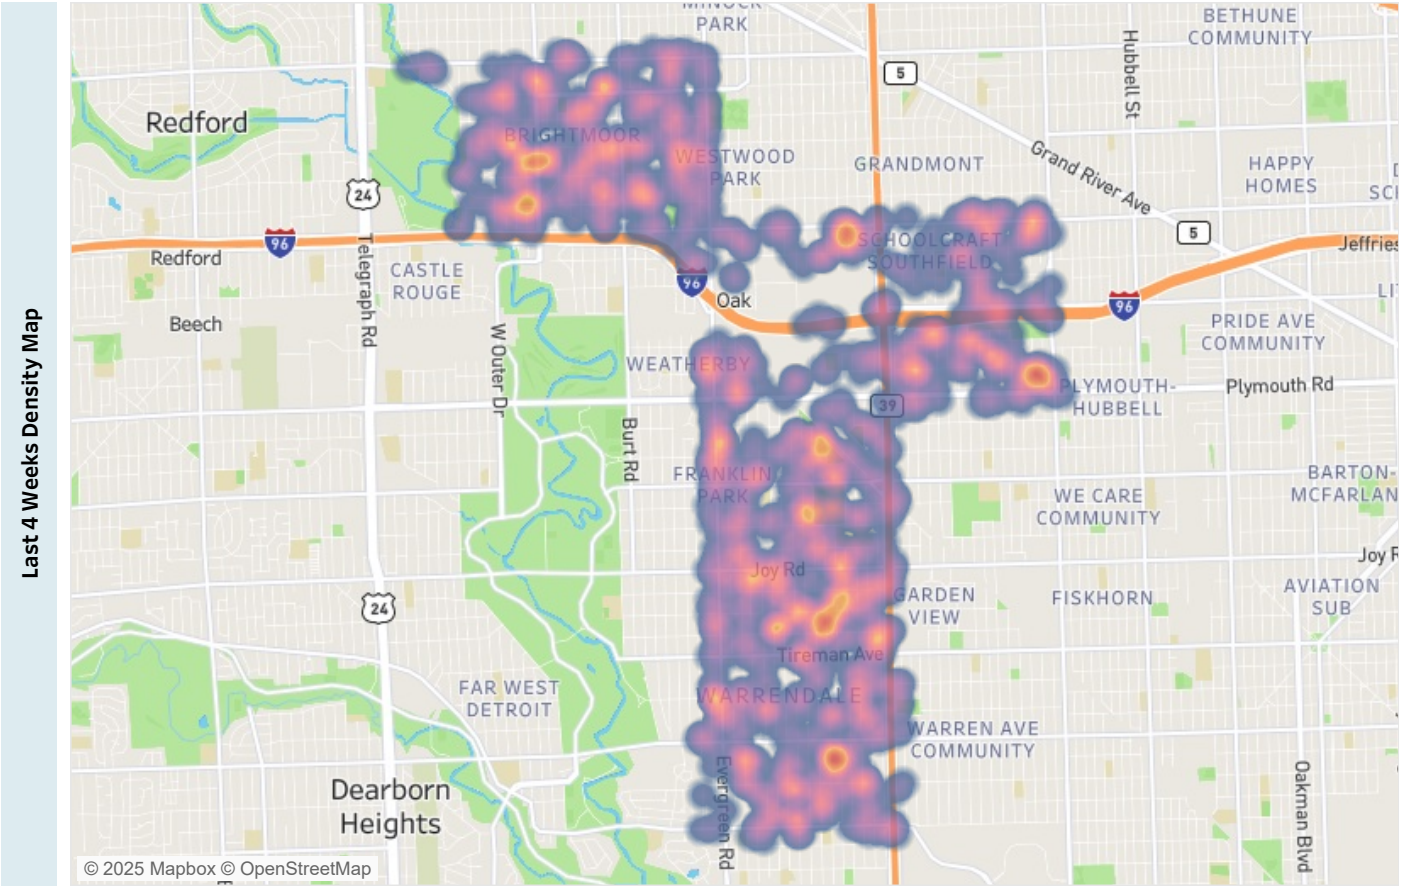 Last 4 Weeks Density Map
MINOCK
PARK
BETHUNE
COMMUNITY
Hubbell St
5
Redford
BRIGHTMOOR
WESTWOOD
PARK
GRANDMONT
Grand River Ave
HAPPY
HOMES
24
5
96
Redford
Telegraph Rd
CASTLE
ROUGE
SCHOOLCRAFT
SOUTHFIELD
Jeffries
96
Oak
96
Beech
W Outer Dr
PRIDE AVE
COMMUNITY
WEATHERBY
39
PLYMOUTH-
HUBBELL
Plymouth Rd
Burt Rd
FRANKLIN
PARK
WE CARE
COMMUNITY
BARTON-
MCFARLAN
Joy Rd
Joy R
24
GARDEN
VIEW
FISKHORN
AVIATION
SUB
Tireman Ave
FAR WEST
DETROIT
WARRENDALE
WARREN AVE
COMMUNITY
Evergreen Rd
Oakman Blvd
Dearborn
Heights
© 2025 Mapbox © OpenStreetMap